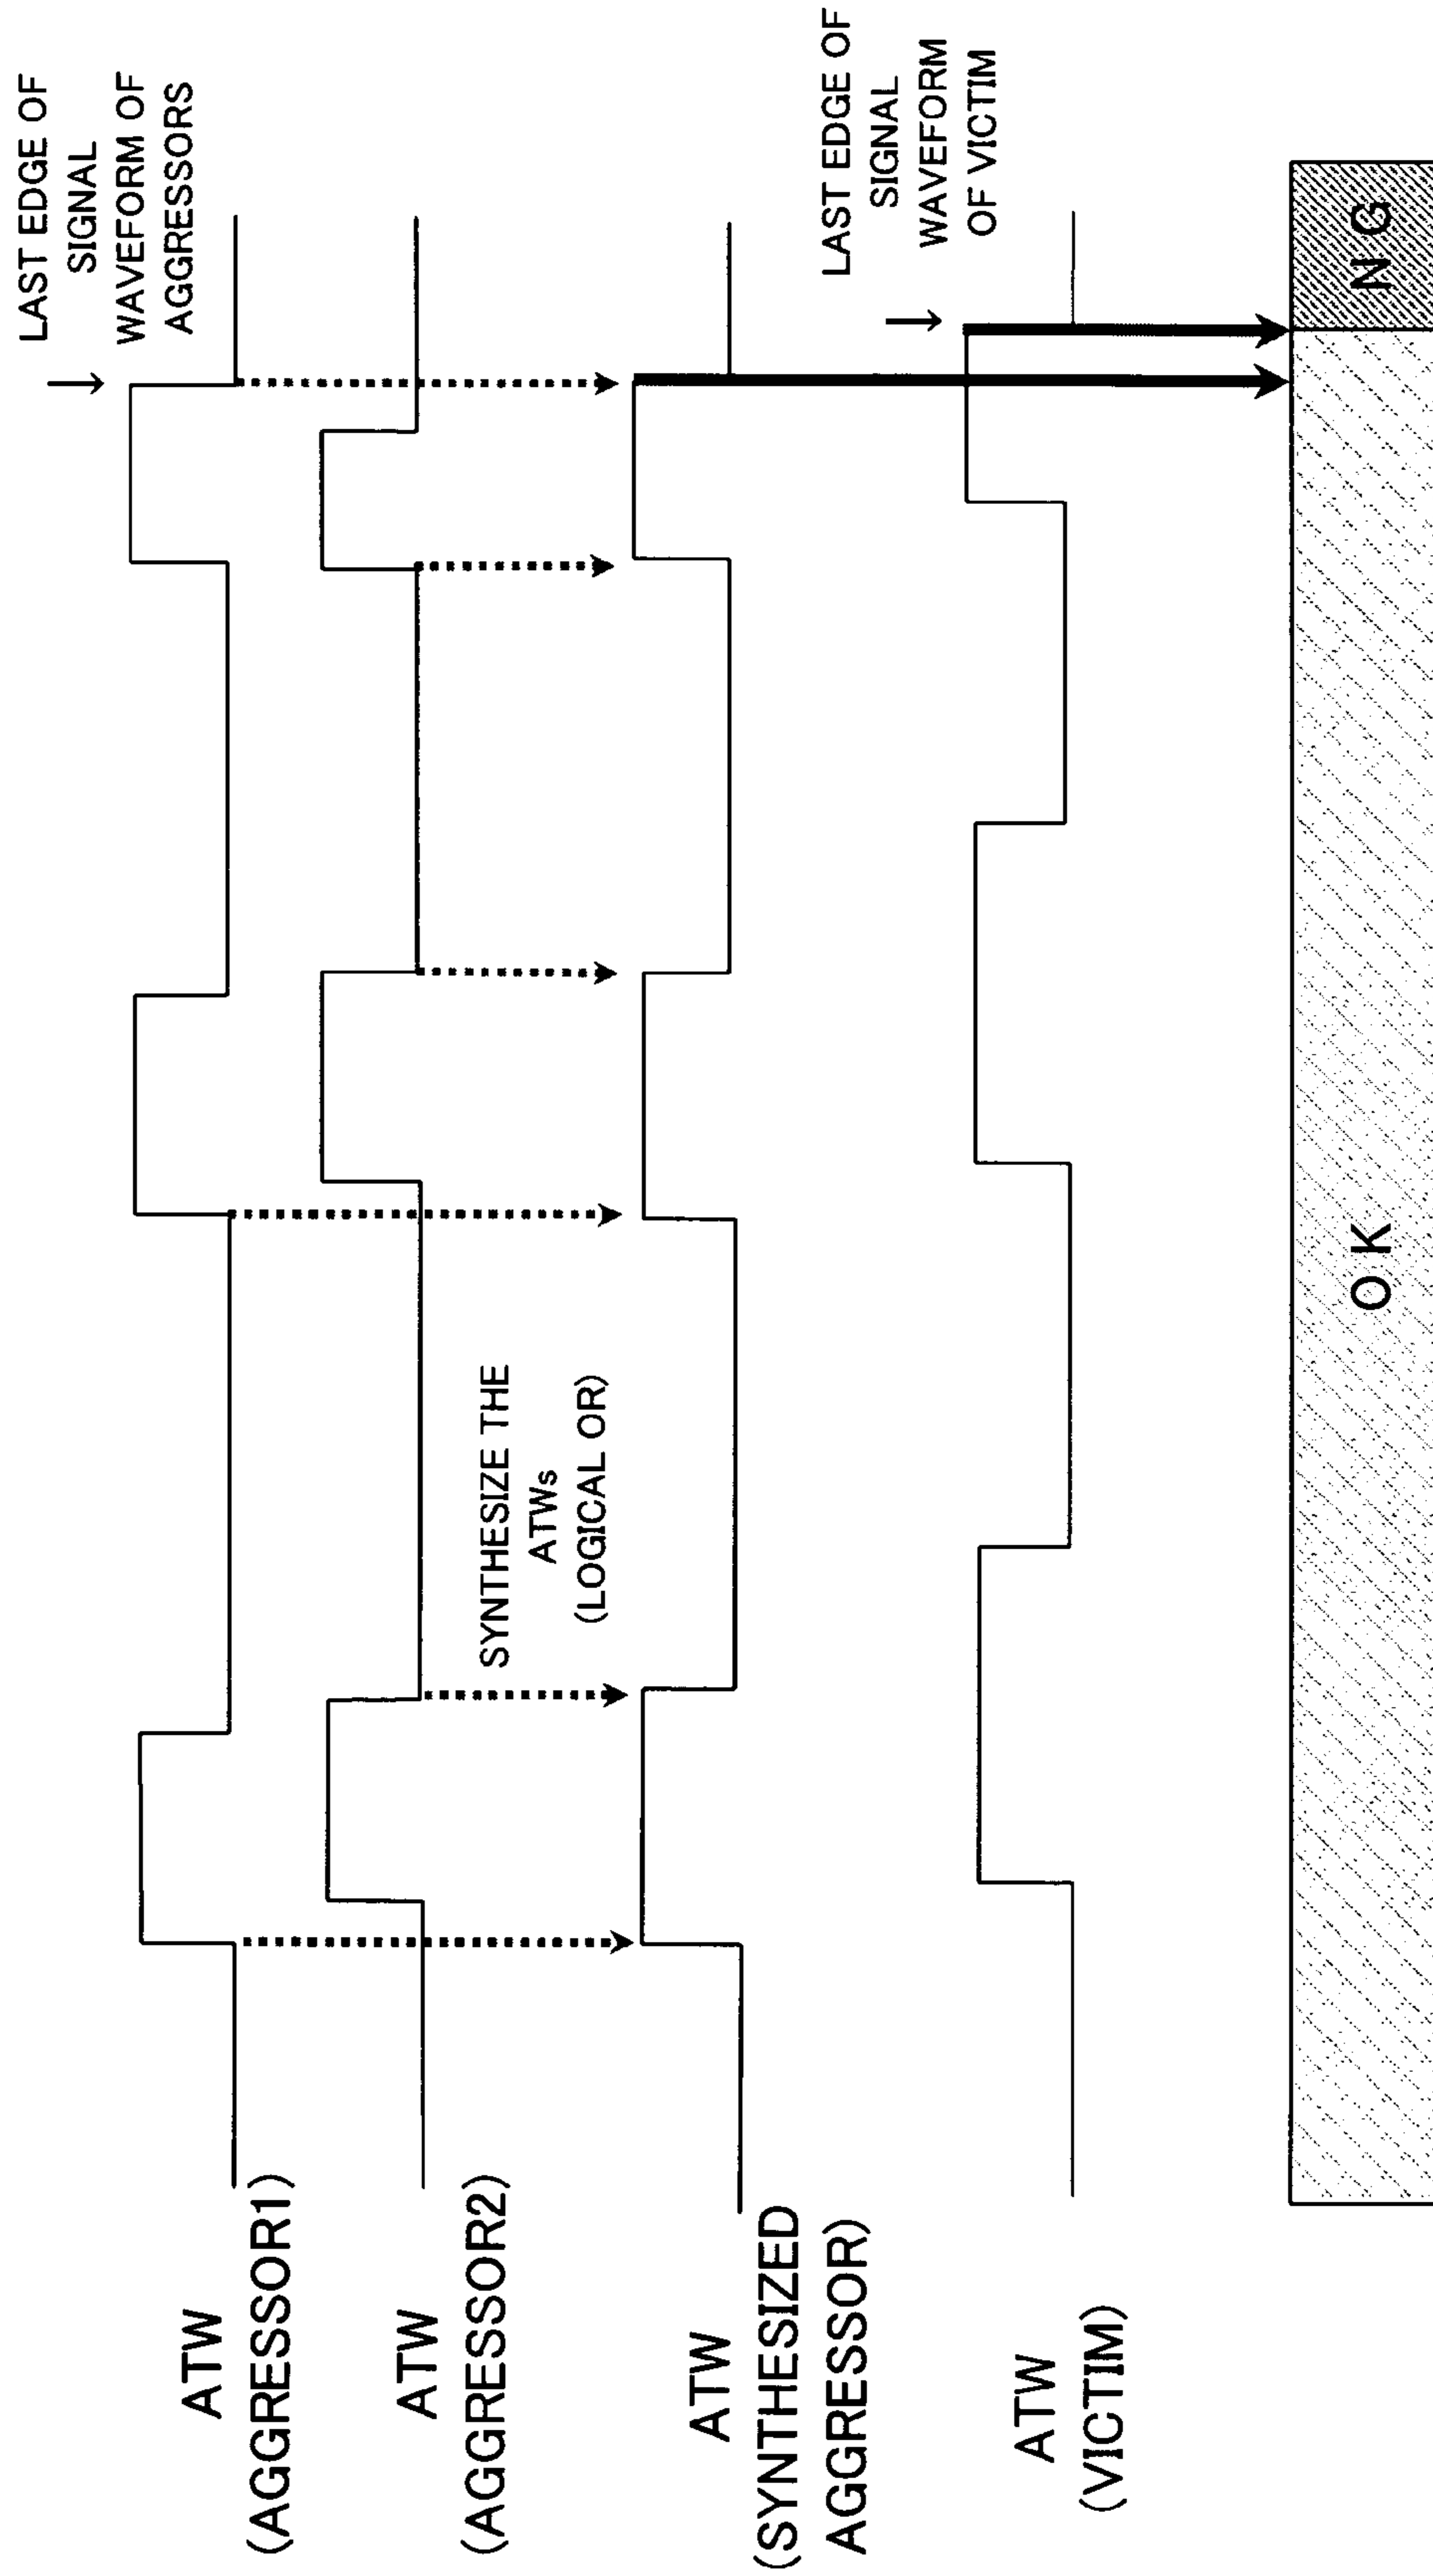 LAST EDGE OF
SIGNAL
WAVEFORM OF
AGGRESSORS
ATW
(AGGRESSOR1)
ATW
(AGGRESSOR2)
SYNTHESIZE THE
ATWs
(LOGICAL OR)
ATW
(SYNTHESIZED
AGGRESSOR)
LAST EDGE OF
SIGNAL
WAVEFORM
OF VICTIM
ATW
(VICTIM)
OK
NG